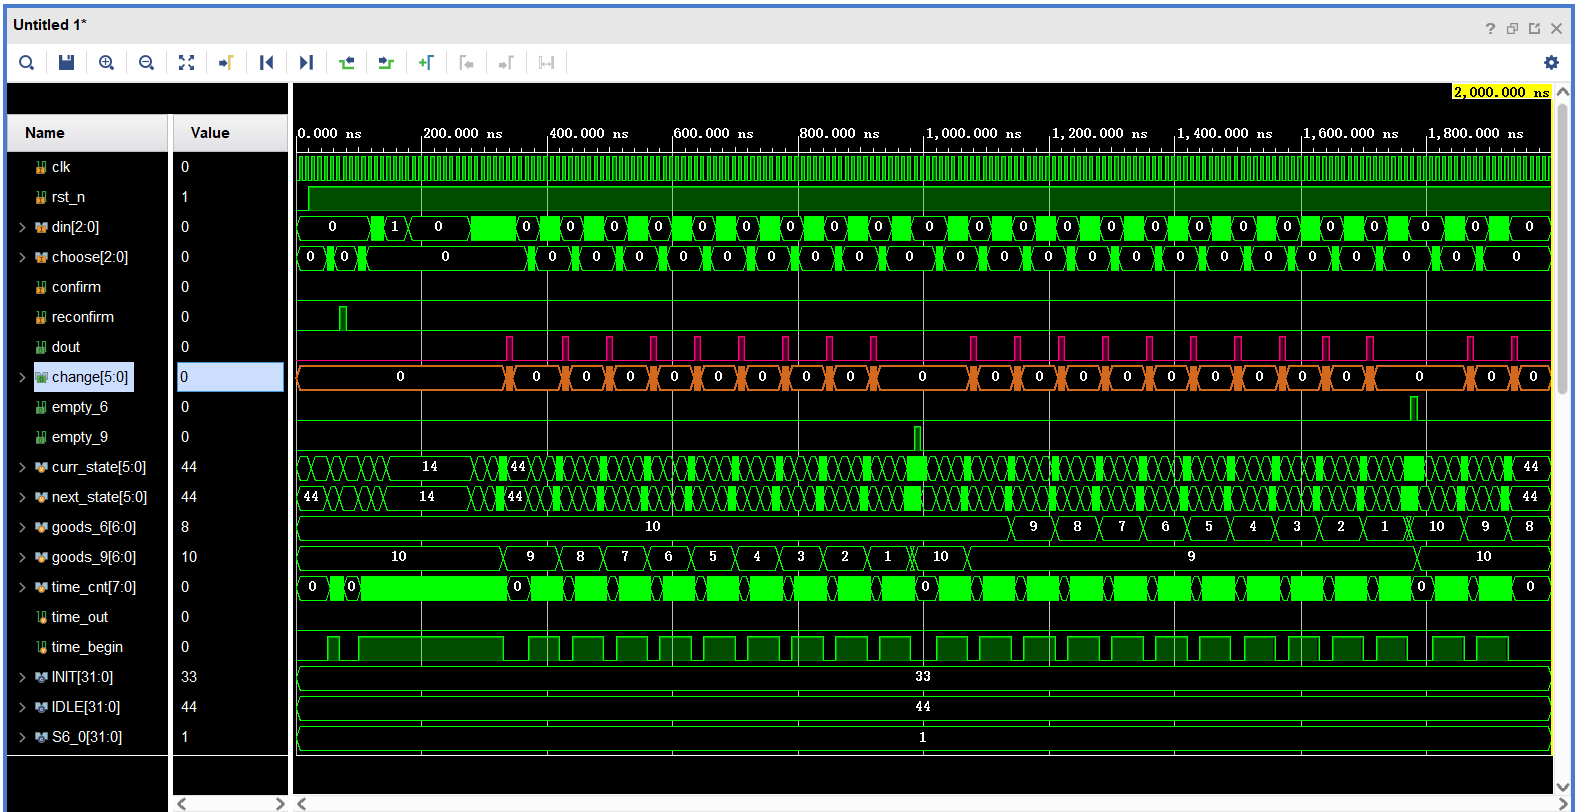 Untitled 1*
2,000.000 ns
Name Value
0.000 ns 200.000 ns 400.000 ns 600.000 ns 800.000 ns 1,000.000 ns 1,200.000 ns 1,400.000 ns 1,600.000 ns 1,800.000 ns
clk 0
rst_n 1
din[2:0] 0 0 1 0 0 0 0 0 0 0 0 0 0 0 0 0 0 0 0 0 0 0 0 0 0
choose[2:0] 0 0 0 0 0 0 0 0 0 0 0 0 0 0 0 0 0 0 0 0 0 0 0 0 0
confirm 0
reconfirm 0
dout 0
change[5:0] 0 0 0 0 0 0 0 0 0 0 0 0 0 0 0 0 0 0 0 0 0 0
empty_6 0
empty_9 0
curr_state[5:0] 44 14 44 44
next_state[5:0] 44 44 14 44 44
goods_6[6:0] 8 10 9 8 7 6 5 4 3 2 1 10 9 8
goods_9[6:0] 10 10 9 8 7 6 5 4 3 2 1 10 9 10
time_cnt[7:0] 0 0 0 0 0 0 0
time_out 0
time_begin 0
INIT[31:0] 33 33
IDLE[31:0] 44 44
S6_0[31:0] 1 1